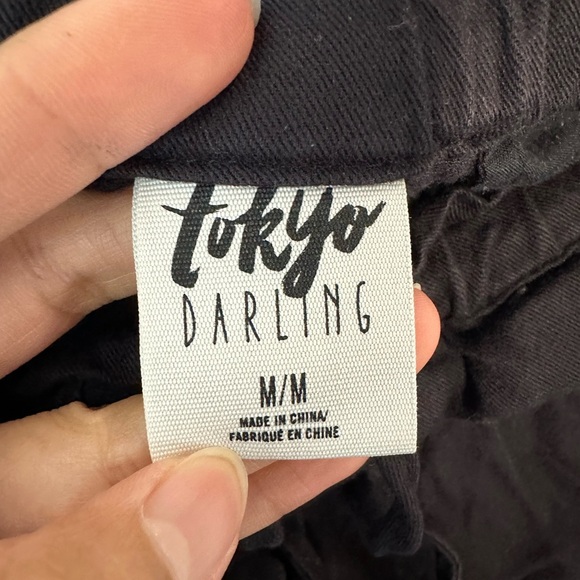 tokyo
DARLING
M/M
MADE IN CHINA/
FABRIQUÉ EN CHINE